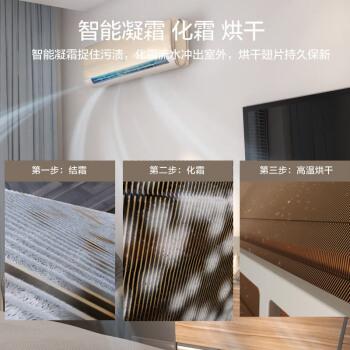 智能凝霜 化霜 烘干
智能凝霜捉住污渍，化霜流水冲出室外，烘干翅片持久保新
第一步：结霜
第二步：化霜
第三步：高温烘干